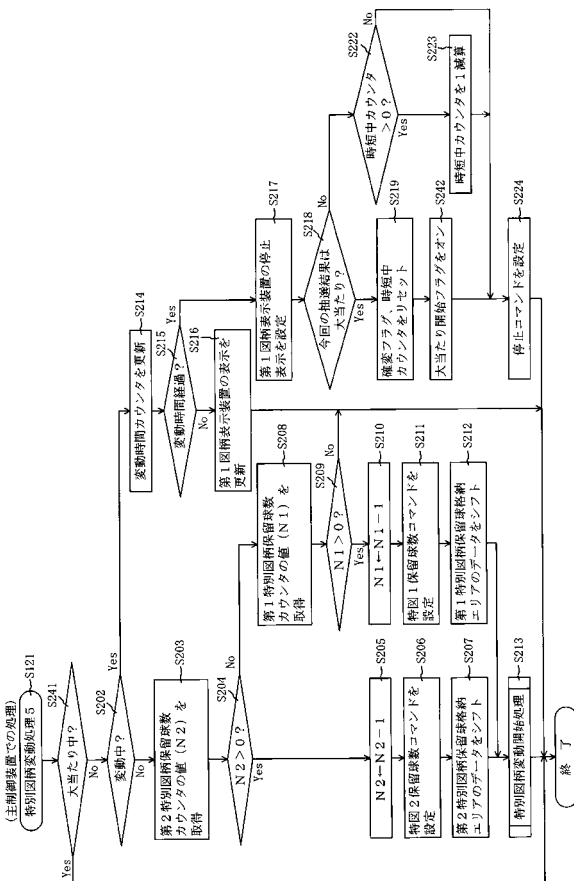 (主制御装置での処理)
特別図柄変動処理5
S121
大当たり中?
S241
Yes
No
変動中?
S202
Yes
No
第2特別図柄保留球数
カウンタの値(N2)を
取得
S203
N2>0?
S204
No
Yes
N2←N2-1
S205
特図2保留球数コマンドを
設定
S206
第2特別図柄保留球格納
エリアのデータをシフト
S207
第1特別図柄保留球数
カウンタの値(N1)を
取得
S208
N1>0?
S209
No
Yes
N1←N1-1
S210
特図1保留球数コマンドを
設定
S211
第1特別図柄保留球格納
エリアのデータをシフト
S212
特別図柄変動開始処理
S213
変動時間カウンタを更新
S214
変動時間経過?
S215
Yes
No
第1図柄表示装置の表示を
更新
S216
第1図柄表示装置の停止
表示を設定
S217
今回の抽選結果は
大当たり?
S218
No
Yes
確変フラグ、時短中
カウンタをリセット
S219
大当たり開始フラグをオン
S242
時短中カウンタ
>0?
S222
No
Yes
時短中カウンタを1減算
S223
停止コマンドを設定
S224
終了